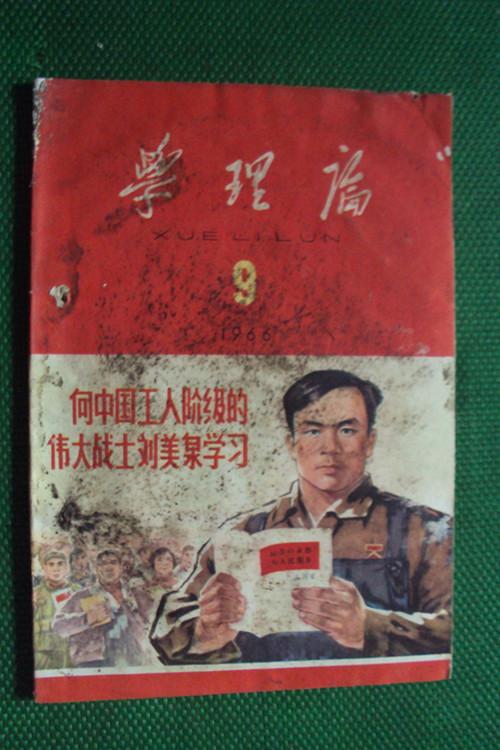 學理論
XUE LI LUN
9
1966
向中国工人阶级的
伟大战士刘美泉学习